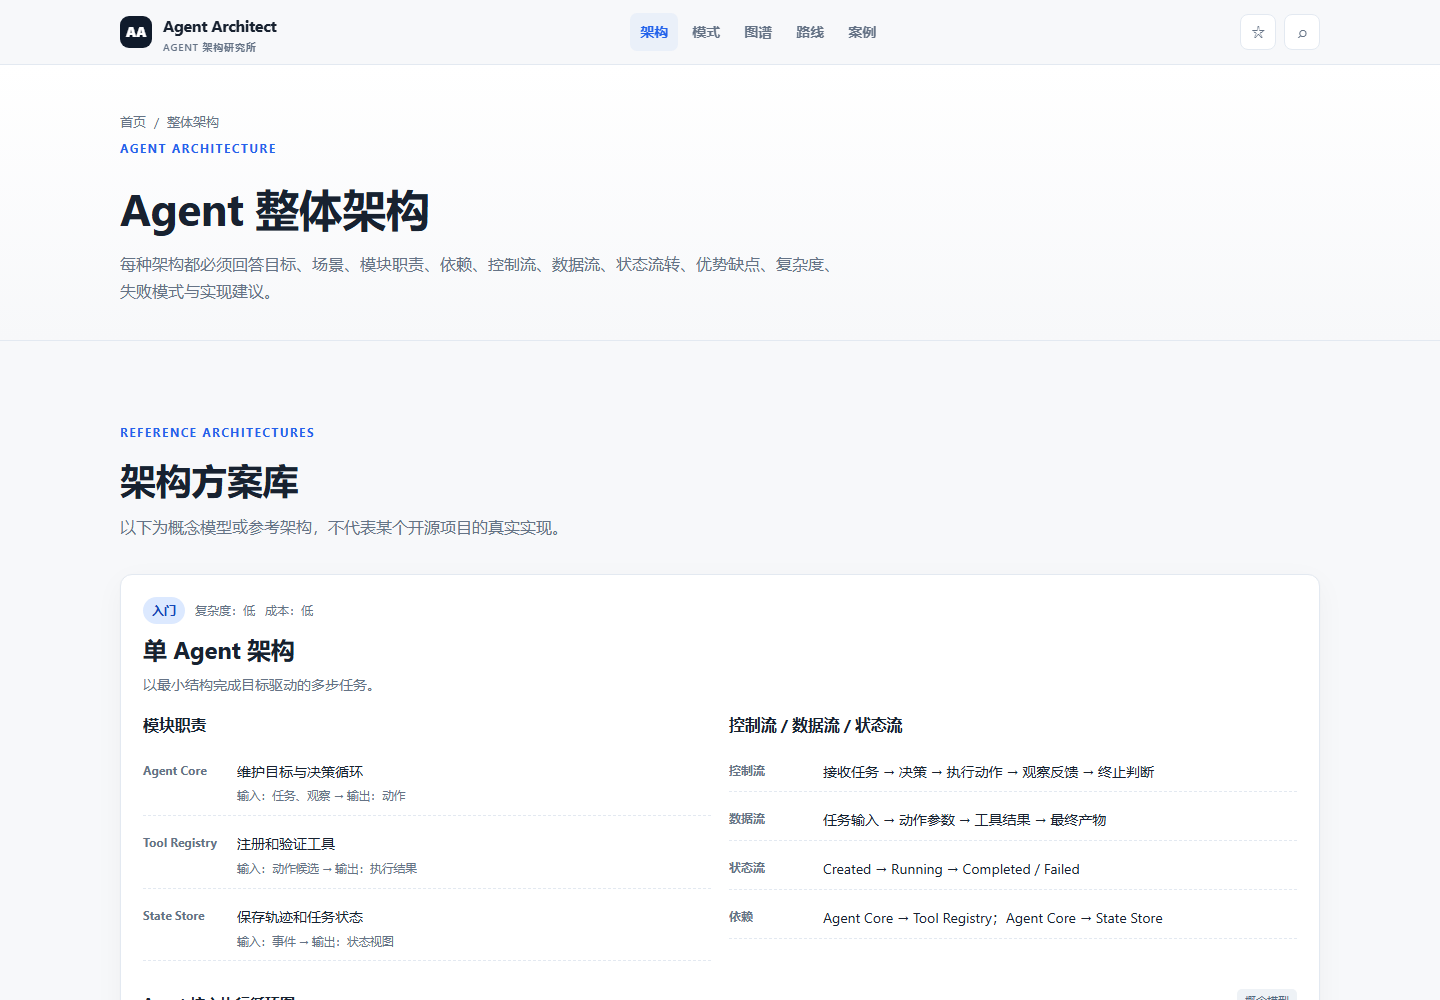 AA
Agent Architect
AGENT 架构研究所
架构
模式
图谱
路线
案例
首页 / 整体架构
AGENT ARCHITECTURE
Agent 整体架构
每种架构都必须回答目标、场景、模块职责、依赖、控制流、数据流、状态流转、优势缺点、复杂度、
失败模式与实现建议。
REFERENCE ARCHITECTURES
架构方案库
以下为概念模型或参考架构，不代表某个开源项目的真实实现。
入门 复杂度：低 成本：低
单 Agent 架构
以最小结构完成目标驱动的多步任务。
模块职责
Agent Core 维护目标与决策循环
输入：任务、观察 → 输出：动作
Tool Registry 注册和验证工具
输入：动作候选 → 输出：执行结果
State Store 保存轨迹和任务状态
输入：事件 → 输出：状态视图
控制流 / 数据流 / 状态流
控制流 接收任务 → 决策 → 执行动作 → 观察反馈 → 终止判断
数据流 任务输入 → 动作参数 → 工具结果 → 最终产物
状态流 Created → Running → Completed / Failed
依赖 Agent Core → Tool Registry；Agent Core → State Store